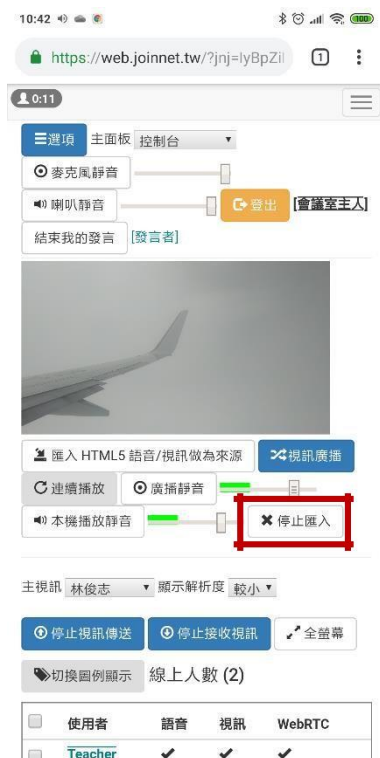 10:42 100
https://web.joinnet.tw/?jnj=lyBpZi 1
0:11
選項 主面板 控制台
麥克風靜音
喇叭靜音 登出 [會議室主人]
結束我的發言 [發言者]
匯入 HTML5 語音/視訊做為來源 視訊廣播
連續播放 廣播靜音
本機播放靜音 停止匯入
主視訊 林俊志 顯示解析度 較小
停止視訊傳送 停止接收視訊 全螢幕
切換圖例顯示 線上人數 (2)
使用者 語音 視訊 WebRTC
Teacher